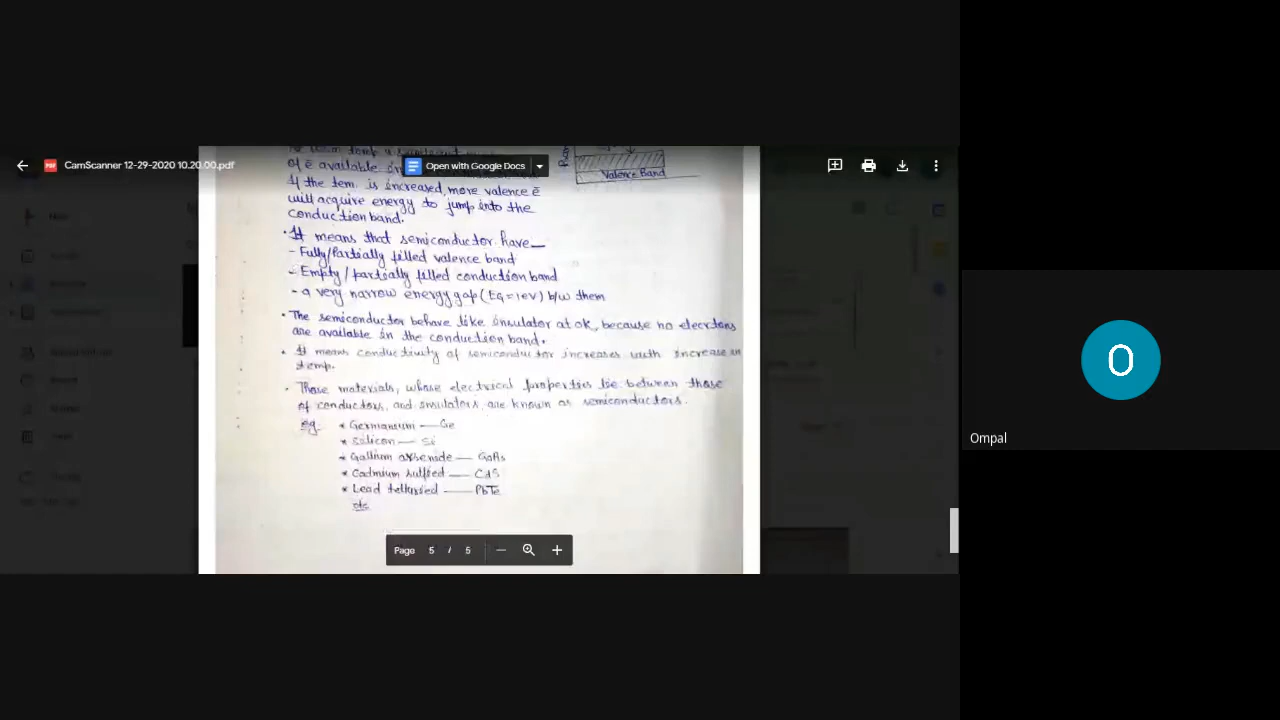 CamScanner 12-29-2020 10.20.00.pdf
Open with Google Docs
of ē available
If the tem. is increased, more valence ē
will acquire energy to jump into the
conduction band.
Valence Band
• It means that semiconductor have—
- Fully/Partially filled valence band
- Empty/partially filled conduction band
- a very narrow energy gap (EG = 1eV) b/w them
• The semiconductor behave like insulator at 0k, because no elecrtons
are available in the conduction band.
• It means conductivity of semiconductor increases with increase in
temp.
• Those materials, whose electrical properties lie between those
of conductors, and insulators, are known as semiconductors.
eg. * Germanium — Ge
* Silicon — Si
* Gallium arsenide — GaAs
* Cadmium — CdS
* Lead — PbTe
etc
Page 5 / 5
O
Ompal